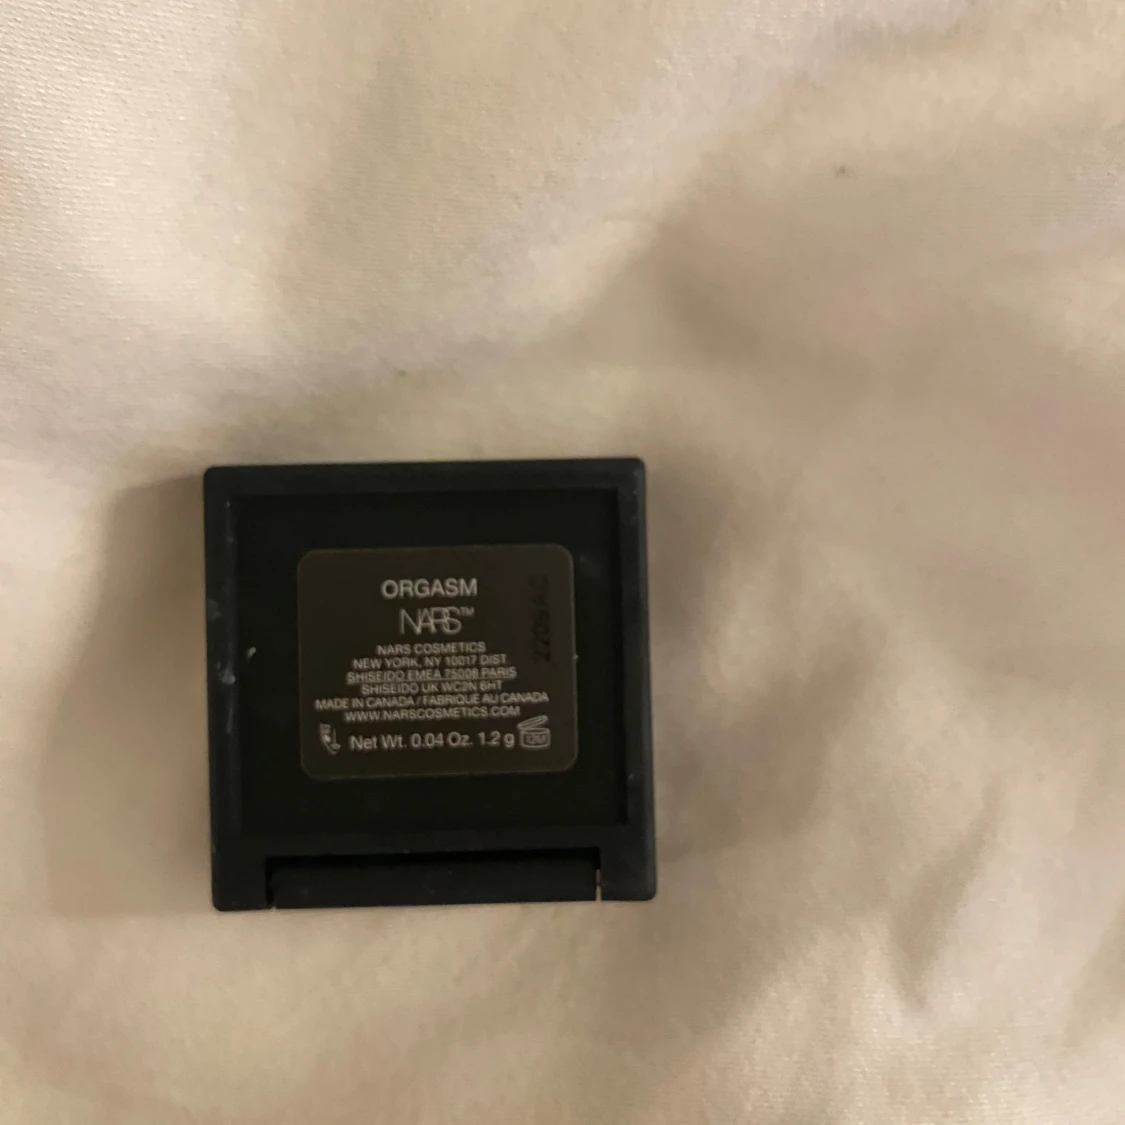 ORGASM
NARS™
NARS COSMETICS
NEW YORK, NY 10017 DIST
SHISEIDO EMEA 75008 PARIS
SHISEIDO UK WC2N 6HT
MADE IN CANADA / FABRIQUE AU CANADA
WWW.NARSCOSMETICS.COM
Net Wt. 0.04 Oz. 1.2 g
12M